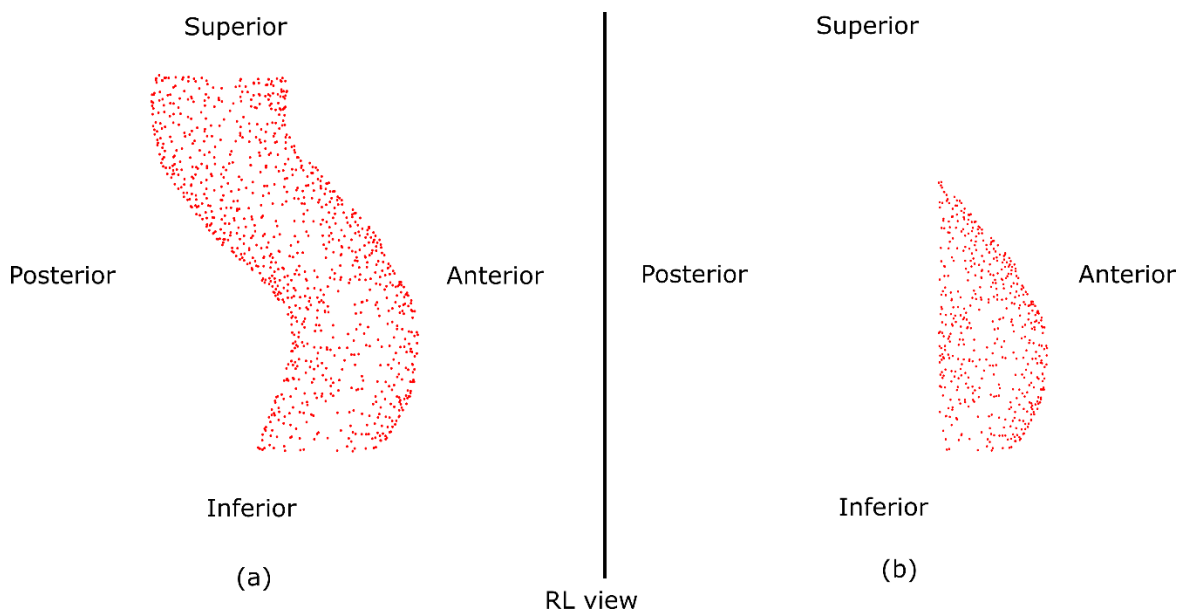 Superior
Superior
Posterior
Anterior
Posterior
Anterior
Inferior
Inferior
(a)
(b)
RL view